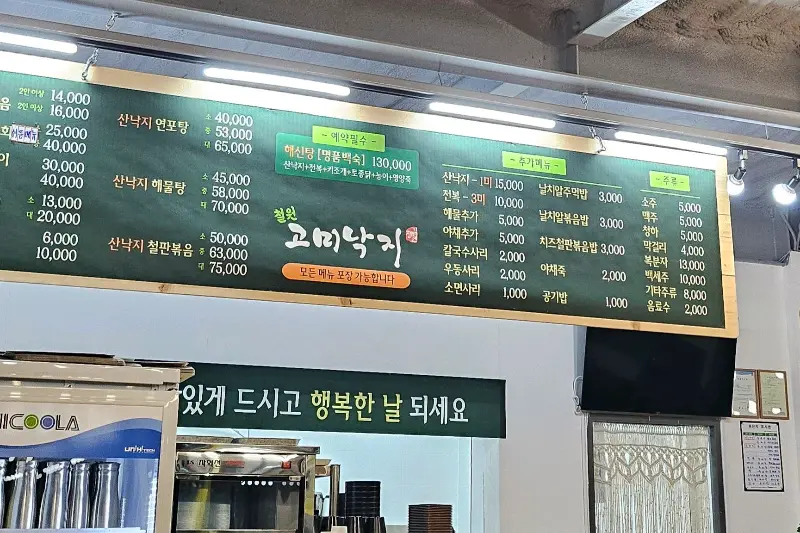 2인 이상 14,000
음 2인 이상 16,000
회 25,000
40,000
이 30,000
40,000
소 13,000
대 20,000
6,000
10,000
산낙지 연포탕
소 40,000
중 53,000
대 65,000
산낙지 해물탕
소 45,000
중 58,000
대 70,000
산낙지 철판볶음
소 50,000
중 63,000
대 75,000
~ 예약필수 ~
해신탕 [명품백숙] 130,000
산낙지+전복+키조개+토종닭+능이+명양죽
철원
고미낙지
모든 메뉴 포장 가능합니다
~ 추가메뉴 ~
산낙지 - 1미 15,000
전복 - 3미 10,000
해물추가 5,000
야채추가 5,000
칼국수사리 2,000
우동사리 2,000
소면사리 1,000
날치알주먹밥 3,000
날치알볶음밥 3,000
치즈철판볶음밥 3,000
야채죽 2,000
공기밥 1,000
~ 주류 ~
소주 5,000
맥주 5,000
청하 5,000
막걸리 4,000
복분자 13,000
백세주 10,000
기타주류 8,000
음료수 2,000
있게 드시고 행복한 날 되세요
NICOOLA